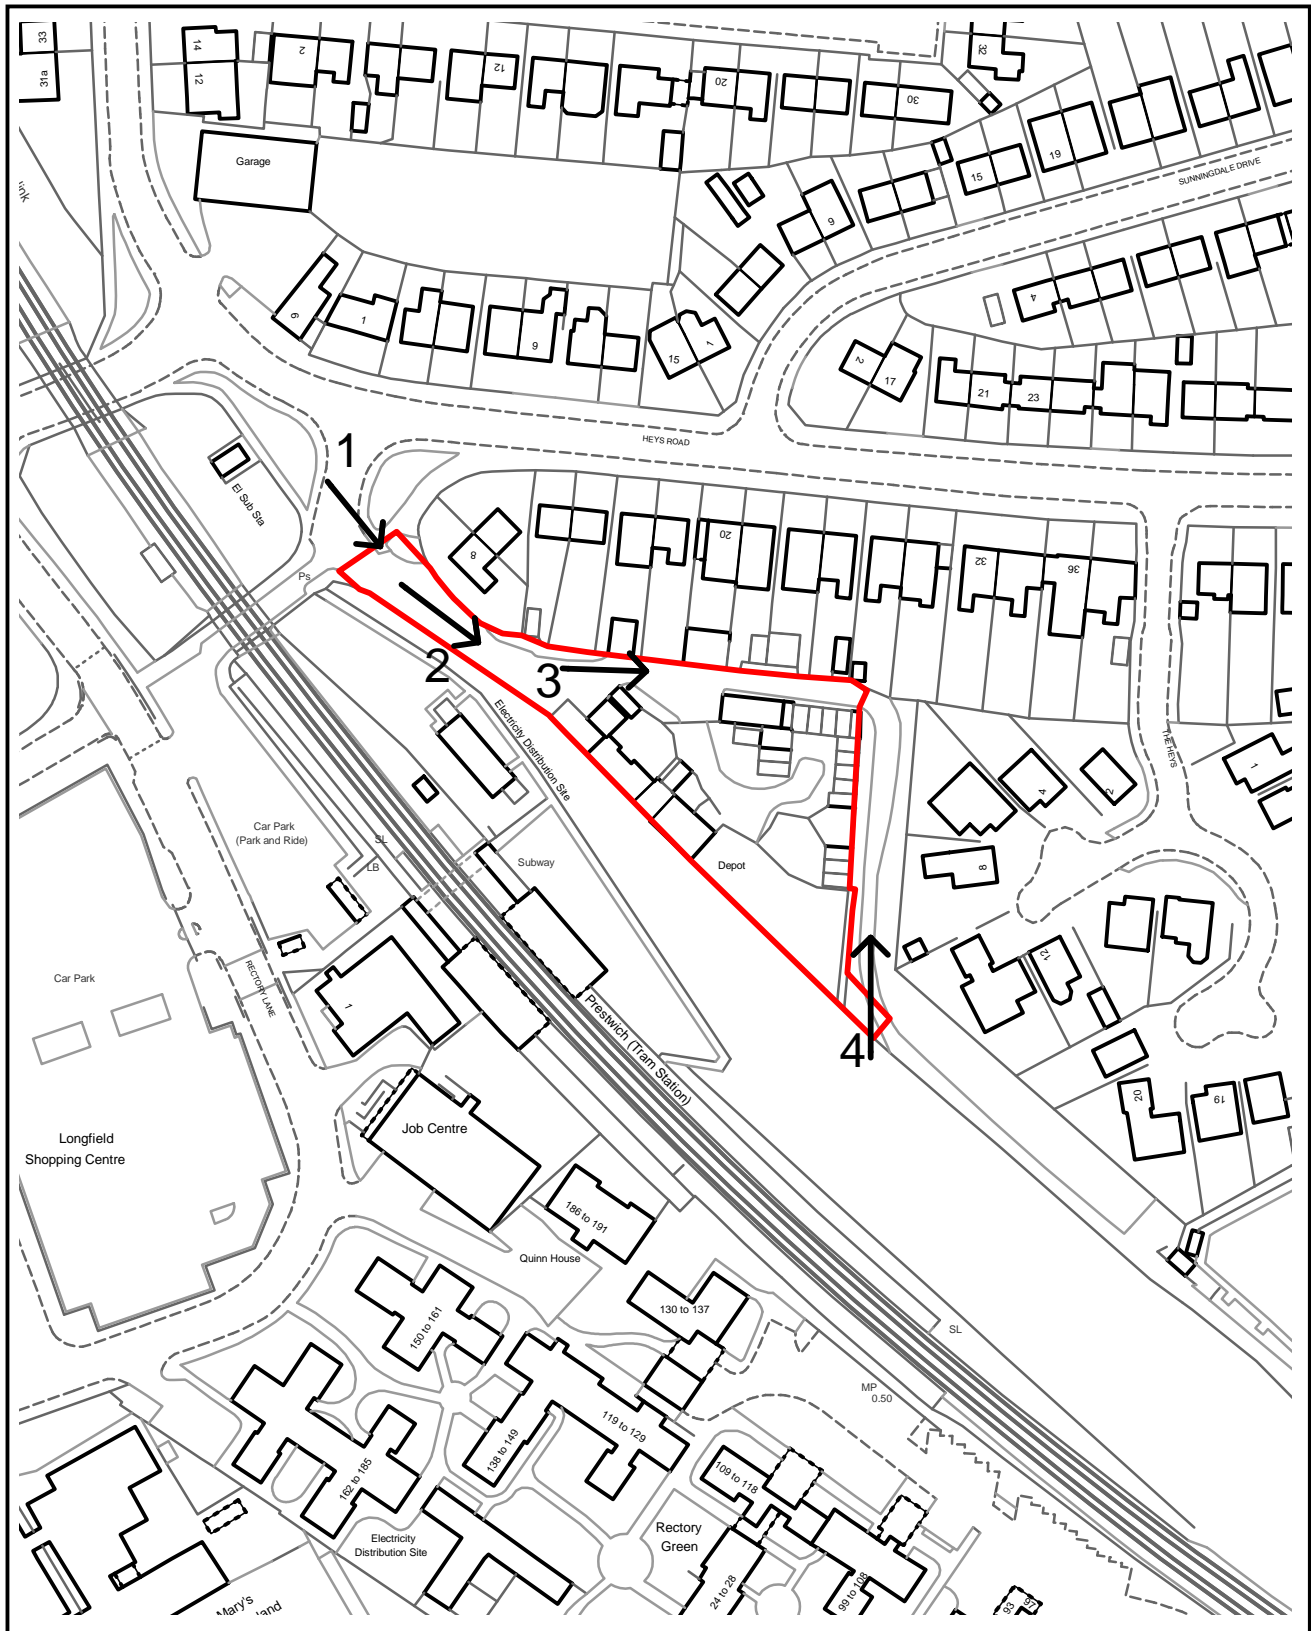 33
31a
14
12
2
12
20
30
32
Garage
15
19
SUNNINGDALE DRIVE
9
4
6
1
9
15
1
2
17
21
23
HEYS ROAD
1
El Sub Sta
8
20
32
36
Ps
2
3
Electricity Distribution Site
THE HEYS
1
4
2
8
Car Park
(Park and Ride)
SL
LB
Subway
Depot
Car Park
RECTORY LANE
1
12
Prestwich (Tram Station)
4
20
19
Job Centre
Longfield
Shopping Centre
186 to 191
Quinn House
130 to 137
150 to 161
SL
MP
0.50
119 to 129
138 to 149
162 to 185
109 to 118
Electricity
Distribution Site
Rectory
Green
24 to 28
99 to 108
93
97
Mary's